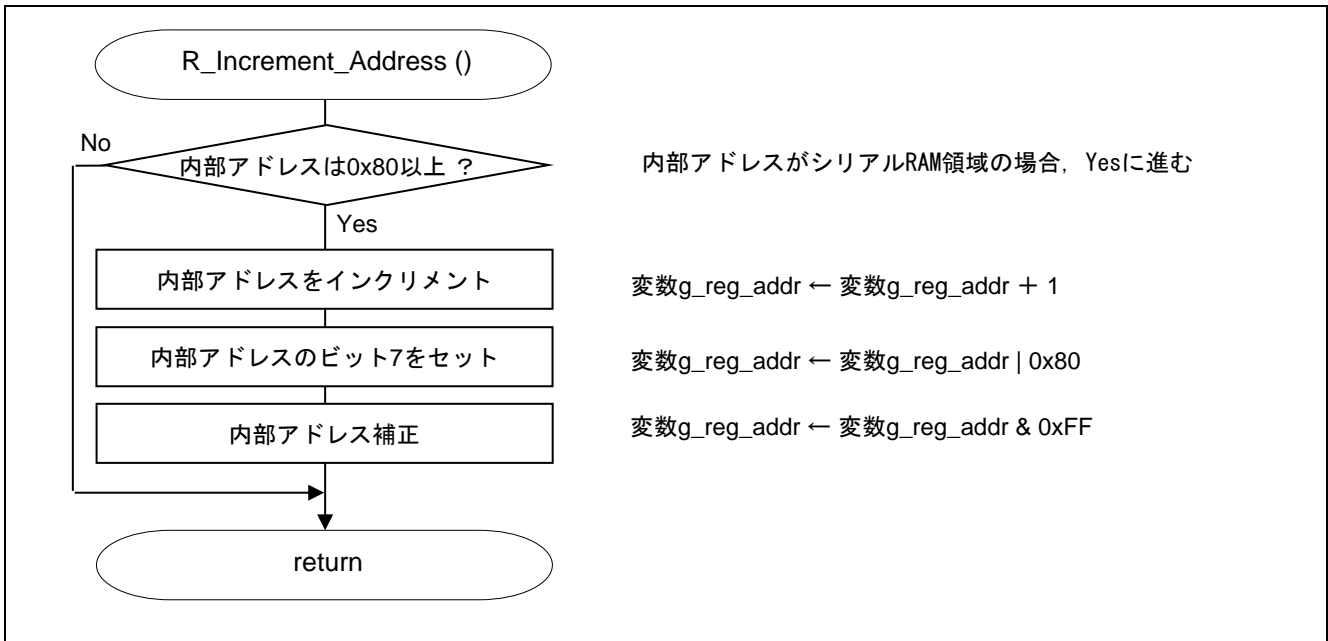 R_Increment_Address ()
No
内部アドレスは0x80以上 ?
内部アドレスがシリアルRAM領域の場合, Yesに進む
Yes
内部アドレスをインクリメント
変数g_reg_addr ← 変数g_reg_addr + 1
内部アドレスのビット7をセット
変数g_reg_addr ← 変数g_reg_addr | 0x80
内部アドレス補正
変数g_reg_addr ← 変数g_reg_addr & 0xFF
return